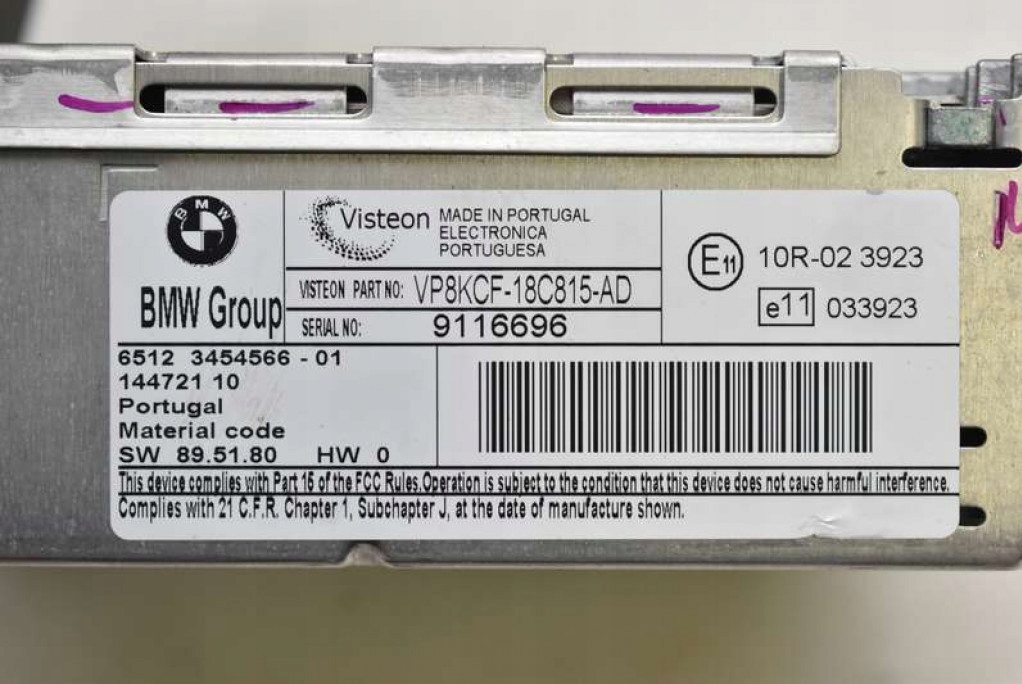 BMW
BMW Group
Visteon
MADE IN PORTUGAL
ELECTRONICA
PORTUGUESA
VISTEON PART NO: VP8KCF-18C815-AD
SERIAL NO: 9116696
E11 10R-02 3923
e11 033923
6512 3454566 - 01
144721 10
Portugal
Material code
SW 89.51.80 HW 0
This device complies with Part 15 of the FCC Rules.Operation is subject to the condition that this device does not cause harmful interference.
Complies with 21 C.F.R. Chapter 1, Subchapter J, at the date of manufacture shown.